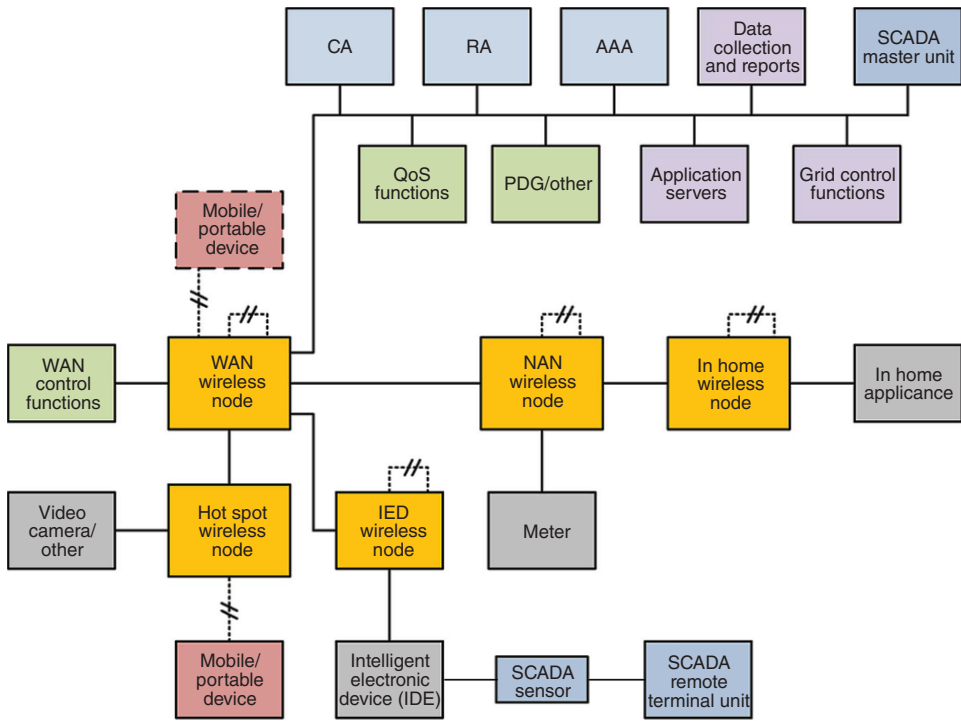 CA
RA
AAA
Data
collection
and reports
SCADA
master unit
QoS
functions
PDG/other
Application
servers
Grid control
functions
Mobile/
portable
device
WAN
control
functions
WAN
wireless
node
NAN
wireless
node
In home
wireless
node
In home
applicance
Video
camera/
other
Hot spot
wireless
node
IED
wireless
node
Meter
Mobile/
portable
device
Intelligent
electronic
device (IDE)
SCADA
sensor
SCADA
remote
terminal unit